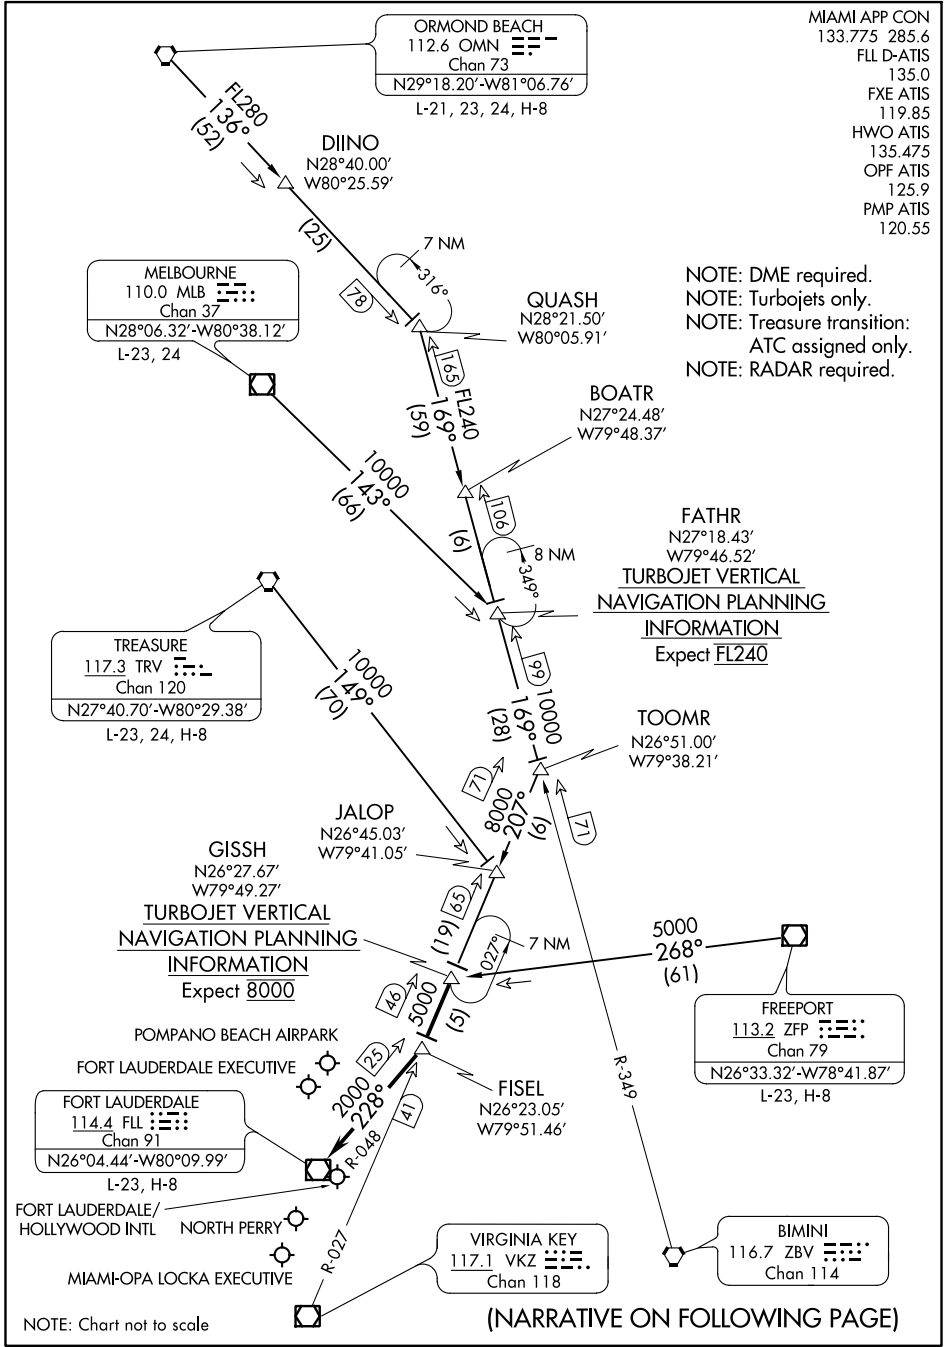 ORMOND BEACH
112.6 OMN
Chan 73
N29°18.20′-W81°06.76′
L-21, 23, 24, H-8
MIAMI APP CON
133.775 285.6
FLL D-ATIS
135.0
FXE ATIS
119.85
HWO ATIS
135.475
OPF ATIS
125.9
PMP ATIS
120.55
FL280
136°
(52)
DIINO
N28°40.00′
W80°25.59′
(25)
7 NM
316°
78
MELBOURNE
110.0 MLB
Chan 37
N28°06.32′-W80°38.12′
L-23, 24
QUASH
N28°21.50′
W80°05.91′
NOTE: DME required.
NOTE: Turbojets only.
NOTE: Treasure transition:
ATC assigned only.
NOTE: RADAR required.
165
FL240
169°
(59)
BOATR
N27°24.48′
W79°48.37′
10000
143°
(66)
106
(6)
8 NM
349°
FATHR
N27°18.43′
W79°46.52′
TURBOJET VERTICAL
NAVIGATION PLANNING
INFORMATION
Expect FL240
TREASURE
117.3 TRV
Chan 120
N27°40.70′-W80°29.38′
L-23, 24, H-8
10000
149°
(70)
99
10000
169°
(28)
TOOMR
N26°51.00′
W79°38.21′
71
8000
207°
(6)
71
JALOP
N26°45.03′
W79°41.05′
GISSH
N26°27.67′
W79°49.27′
TURBOJET VERTICAL
NAVIGATION PLANNING
INFORMATION
Expect 8000
65
(19)
027°
7 NM
5000
268°
(61)
46
5000
(5)
FREEPORT
113.2 ZFP
Chan 79
N26°33.32′-W78°41.87′
L-23, H-8
POMPANO BEACH AIRPARK
FORT LAUDERDALE EXECUTIVE
25
2000
228°
R-048
41
FISEL
N26°23.05′
W79°51.46′
R-349
FORT LAUDERDALE
114.4 FLL
Chan 91
N26°04.44′-W80°09.99′
L-23, H-8
FORT LAUDERDALE/
HOLLYWOOD INTL
NORTH PERRY
MIAMI-OPA LOCKA EXECUTIVE
R-027
VIRGINIA KEY
117.1 VKZ
Chan 118
BIMINI
116.7 ZBV
Chan 114
NOTE: Chart not to scale
(NARRATIVE ON FOLLOWING PAGE)